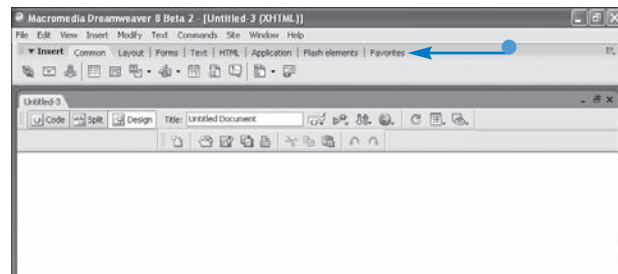 Macromedia Dreamweaver 8 Beta 2 - [Untitled-3 (XHTML)]
File Edit View Insert Modify Text Commands Site Window Help
▼ Insert Common | Layout | Forms | Text | HTML | Application | Flash elements | Favorites
Untitled-3
Code Split Design Title: Untitled Document